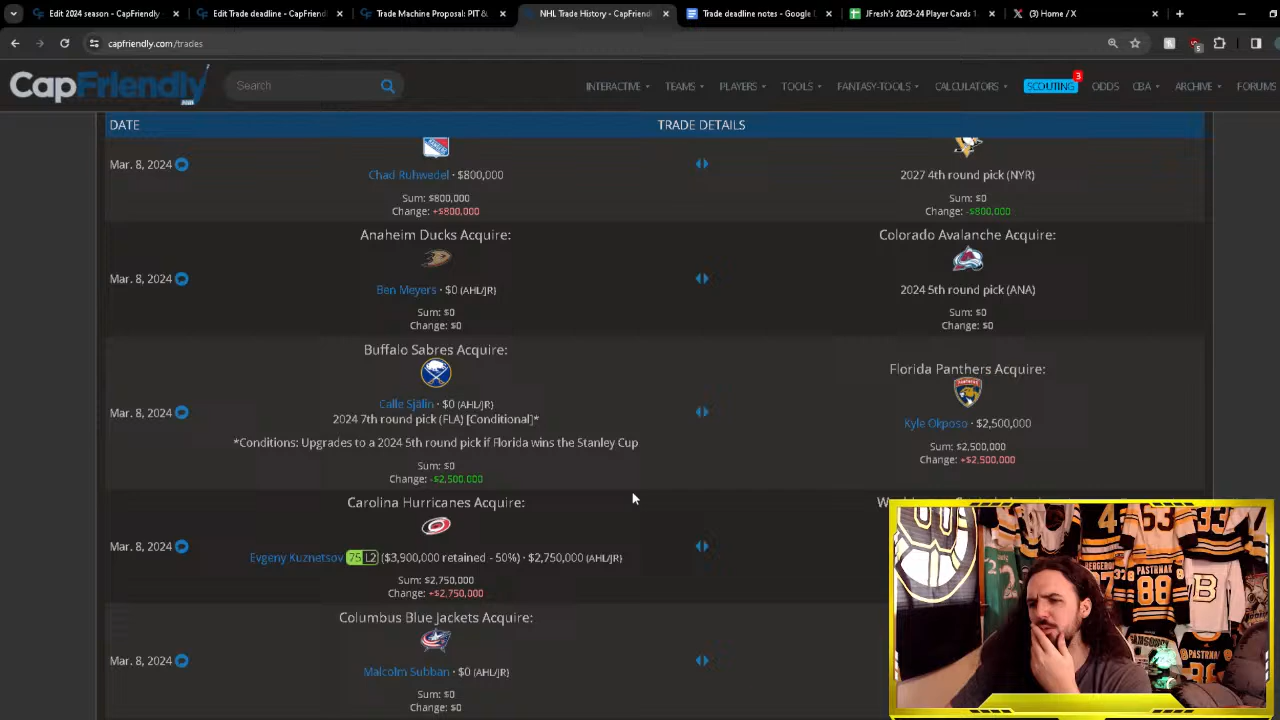 Edit 2024 season - CapFriendly
Edit Trade deadline - CapFriendl
Trade Machine Proposal: PIT &
NHL Trade History - CapFriendl
Trade deadline notes - Google
JFresh's 2023-24 Player Cards
(3) Home / X
capfriendly.com/trades
CapFriendly
Search
INTERACTIVE
TEAMS
PLAYERS
TOOLS
FANTASY-TOOLS
CALCULATORS
SCOUTING
3
ODDS
CBA
ARCHIVE
FORUMS
DATE
TRADE DETAILS
Mar. 8, 2024
Chad Ruhwedel · $800,000
Sum: $800,000
Change: +$800,000
2027 4th round pick (NYR)
Sum: $0
Change: -$800,000
Mar. 8, 2024
Anaheim Ducks Acquire:
Ben Meyers · $0 (AHL/JR)
Sum: $0
Change: $0
Colorado Avalanche Acquire:
2024 5th round pick (ANA)
Sum: $0
Change: $0
Mar. 8, 2024
Buffalo Sabres Acquire:
Calle Själin · $0 (AHL/JR)
2024 7th round pick (FLA) [Conditional]*
*Conditions: Upgrades to a 2024 5th round pick if Florida wins the Stanley Cup
Sum: $0
Change: -$2,500,000
Florida Panthers Acquire:
Kyle Okposo · $2,500,000
Sum: $2,500,000
Change: +$2,500,000
Mar. 8, 2024
Carolina Hurricanes Acquire:
Evgeny Kuznetsov 75 L2 ($3,900,000 retained - 50%) · $2,750,000 (AHL/JR)
Sum: $2,750,000
Change: +$2,750,000
Mar. 8, 2024
Columbus Blue Jackets Acquire:
Malcolm Subban · $0 (AHL/JR)
Sum: $0
Change: $0
53
33
PASTRNAK
88
B
PASTRNAK